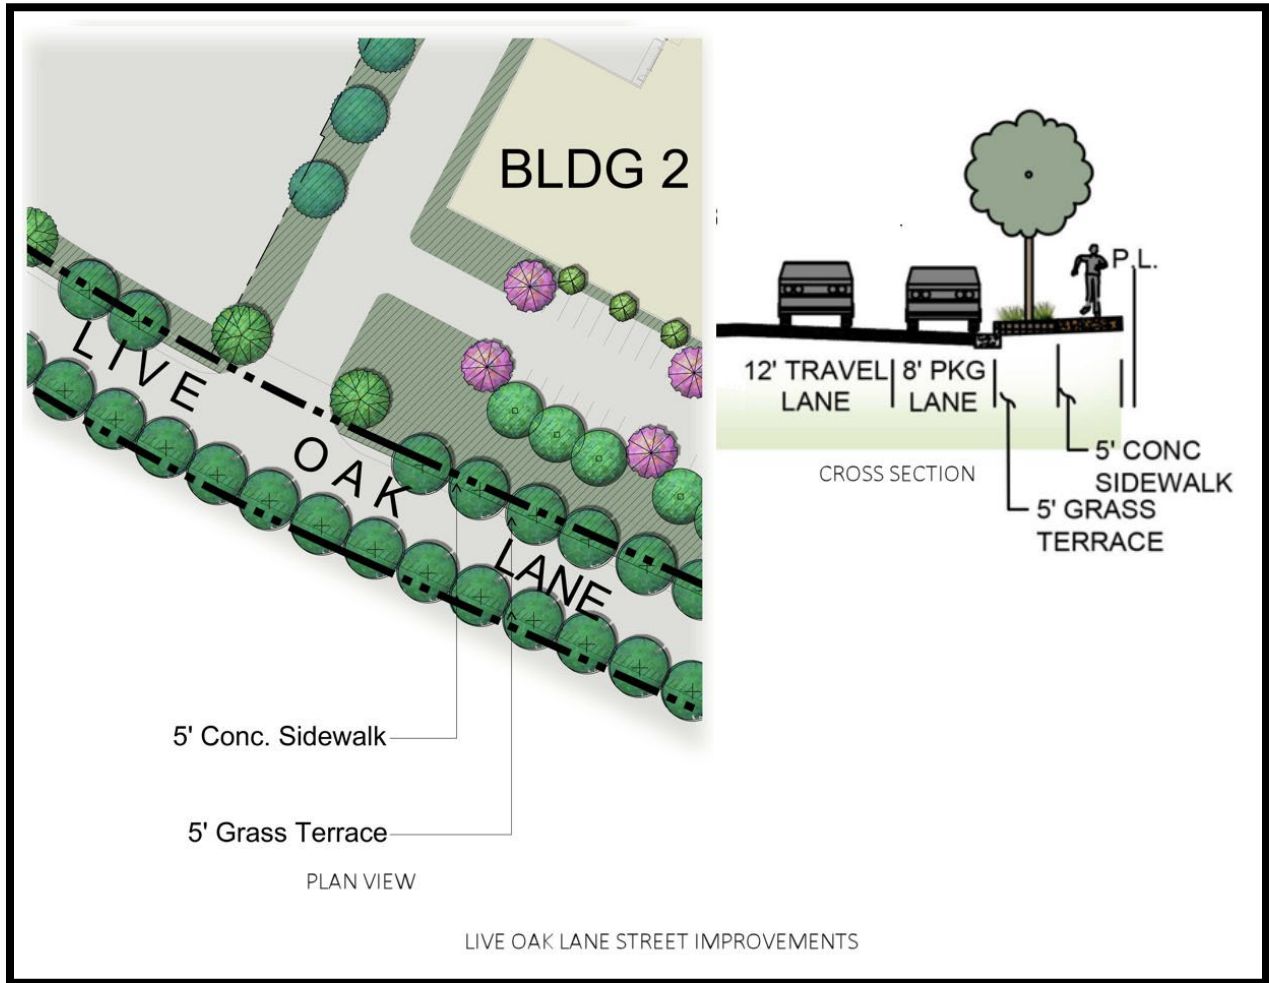 BLDG 2
LIVE
OAK
LANE
5' Conc. Sidewalk
5' Grass Terrace
PLAN VIEW
P.L.
12' TRAVEL
LANE
8' PKG
LANE
5' CONC
SIDEWALK
5' GRASS
TERRACE
CROSS SECTION
LIVE OAK LANE STREET IMPROVEMENTS